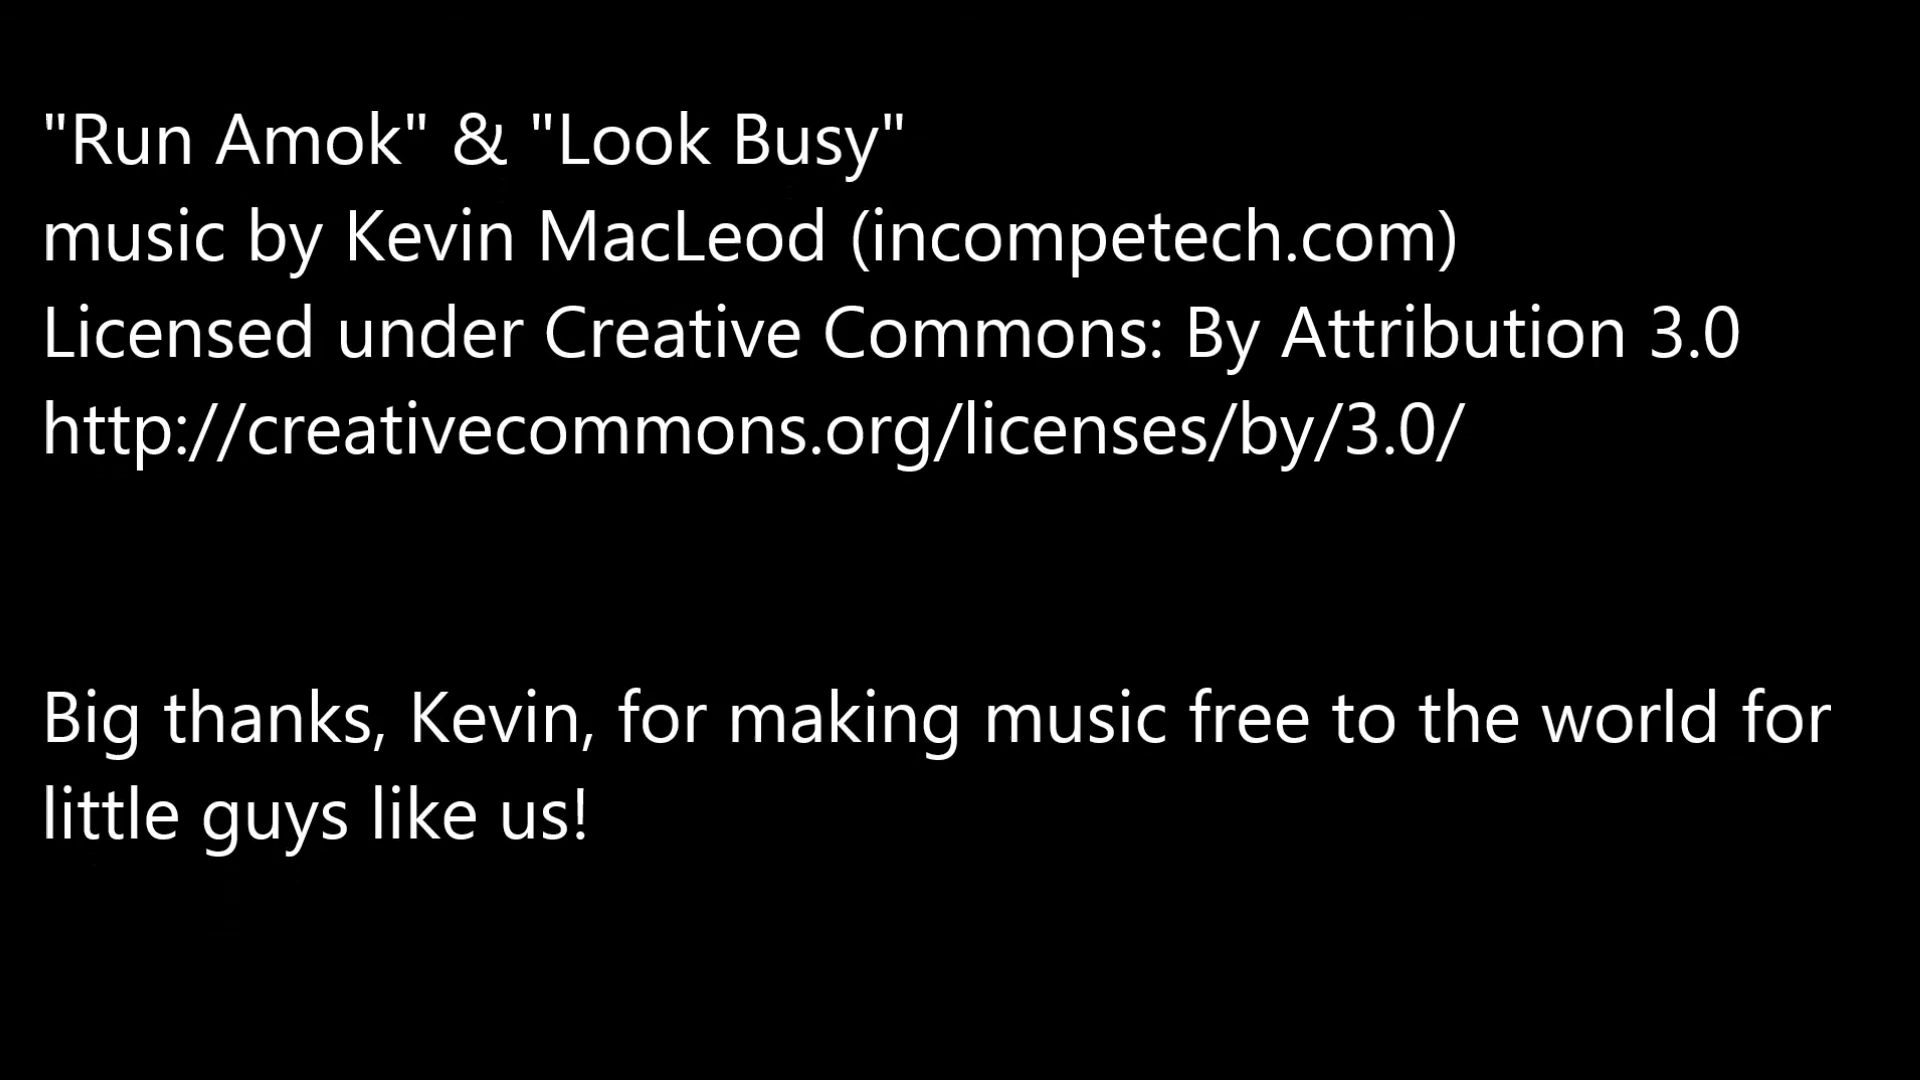 "Run Amok" & "Look Busy"
music by Kevin MacLeod (incompetech.com)
Licensed under Creative Commons: By Attribution 3.0
http://creativecommons.org/licenses/by/3.0/
Big thanks, Kevin, for making music free to the world for
little guys like us!